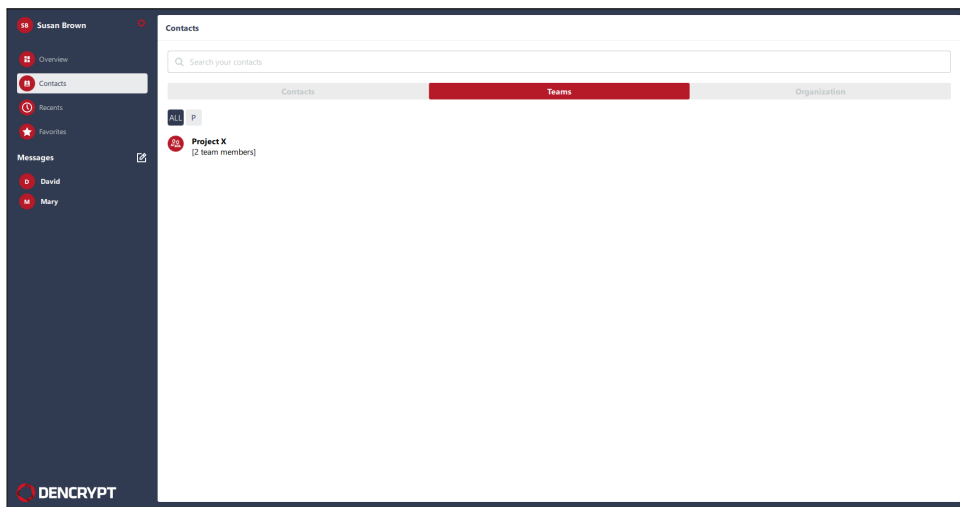 SB Susan Brown
Overview
Contacts
Recents
Favorites
Messages
D David
M Mary
DENCRYPT
Contacts
Search your contacts
Contacts Teams Organization
ALL P
Project X
[2 team members]